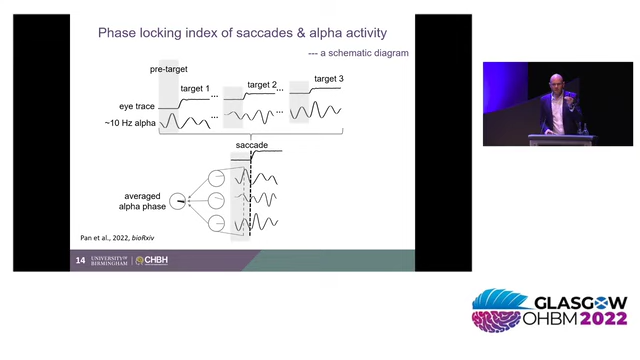 Phase locking index of saccades & alpha activity
--- a schematic diagram
pre-target
target 1
...
target 2
...
target 3
eye trace
~10 Hz alpha
...
...
saccade
averaged
alpha phase
Pan et al., 2022, bioRxiv
14
UNIVERSITY OF
BIRMINGHAM
CHBH
GLASGOW
OHBM 2022